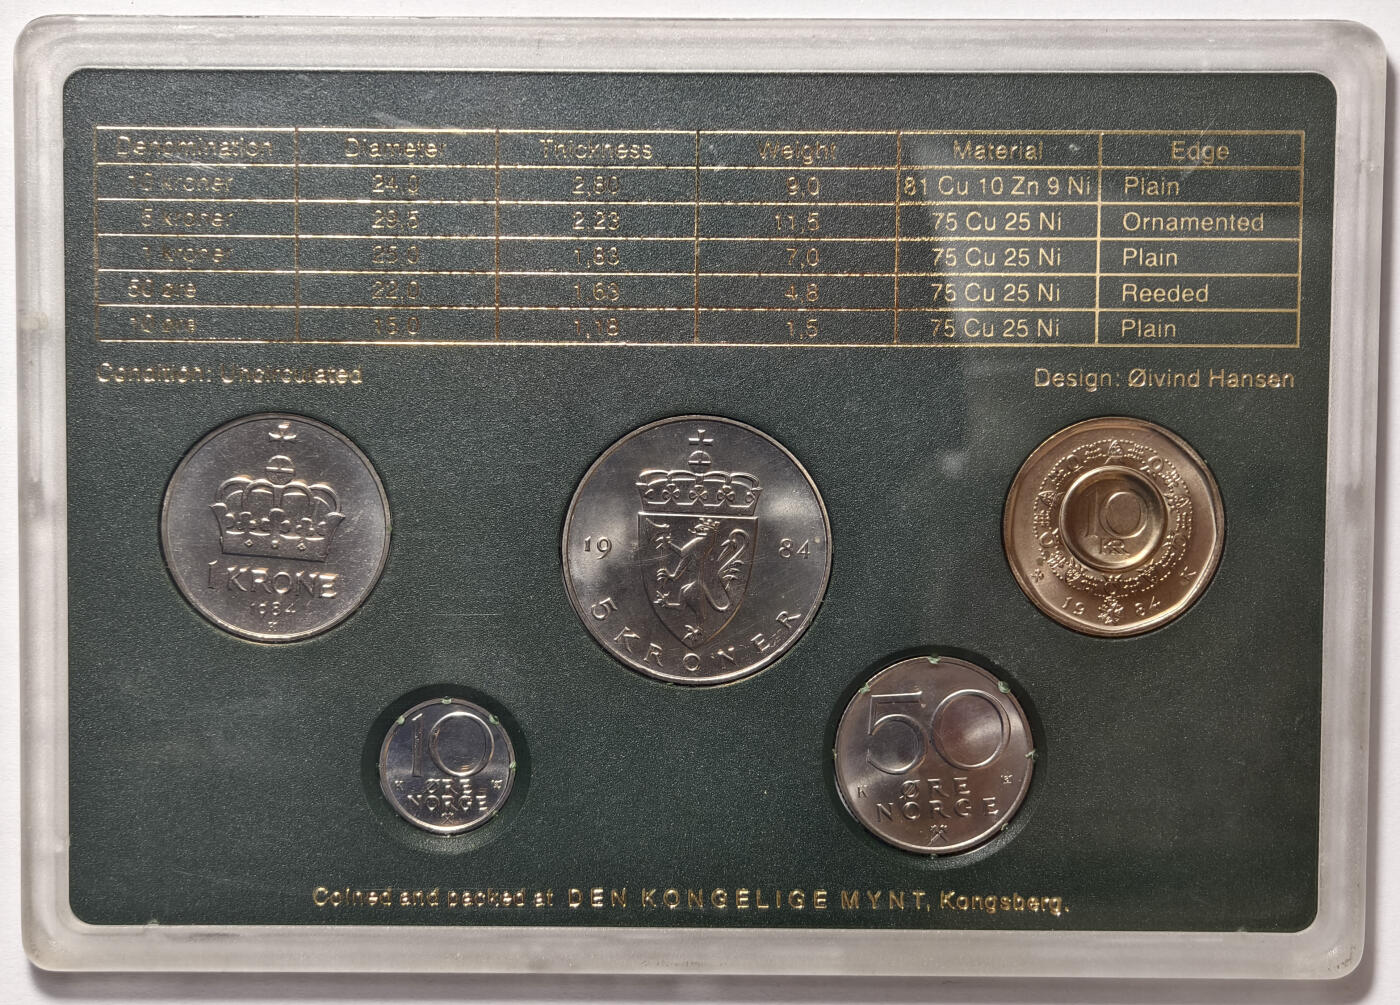 Denomination Diameter Thickness Weight Material Edge
10 kroner 24,0 2,80 9,0 81 Cu 10 Zn 9 Ni Plain
5 kroner 29,5 2,23 11,5 75 Cu 25 Ni Ornamented
1 kroner 25,0 1,83 7,0 75 Cu 25 Ni Plain
50 øre 22,0 1,63 4,8 75 Cu 25 Ni Reeded
10 øre 15,0 1,18 1,5 75 Cu 25 Ni Plain
Condition: Uncirculated Design: Øivind Hansen
1 KRONE
1984
K
19 84
5 KRONER
10
KR
19 84
K
10
ØRE
NORGE
K
50
ØRE
NORGE
K
Coined and packed at DEN KONGELIGE MYNT, Kongsberg.